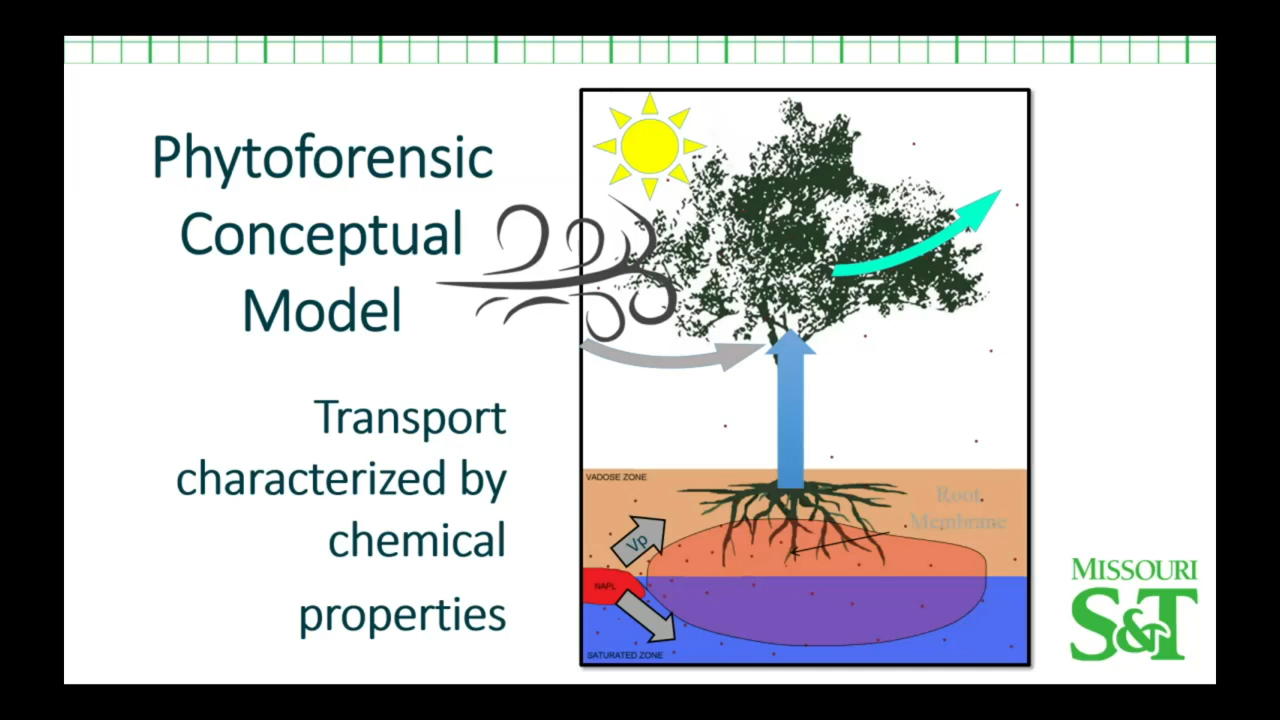 Phytoforensic
Conceptual
Model
Transport
characterized by
chemical
properties
VADOSE ZONE
Root
Membrane
Vp
NAPL
SATURATED ZONE
MISSOURI
S&T